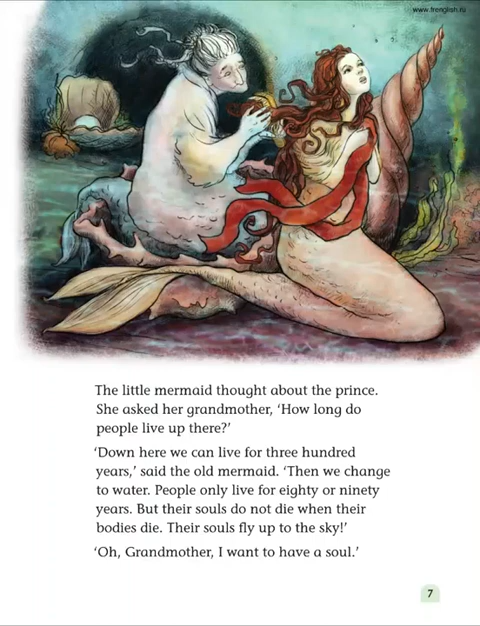 www.frenglish.ru
The little mermaid thought about the prince.
She asked her grandmother, ‘How long do
people live up there?’
‘Down here we can live for three hundred
years,’ said the old mermaid. ‘Then we change
to water. People only live for eighty or ninety
years. But their souls do not die when their
bodies die. Their souls fly up to the sky!’
‘Oh, Grandmother, I want to have a soul.’
7